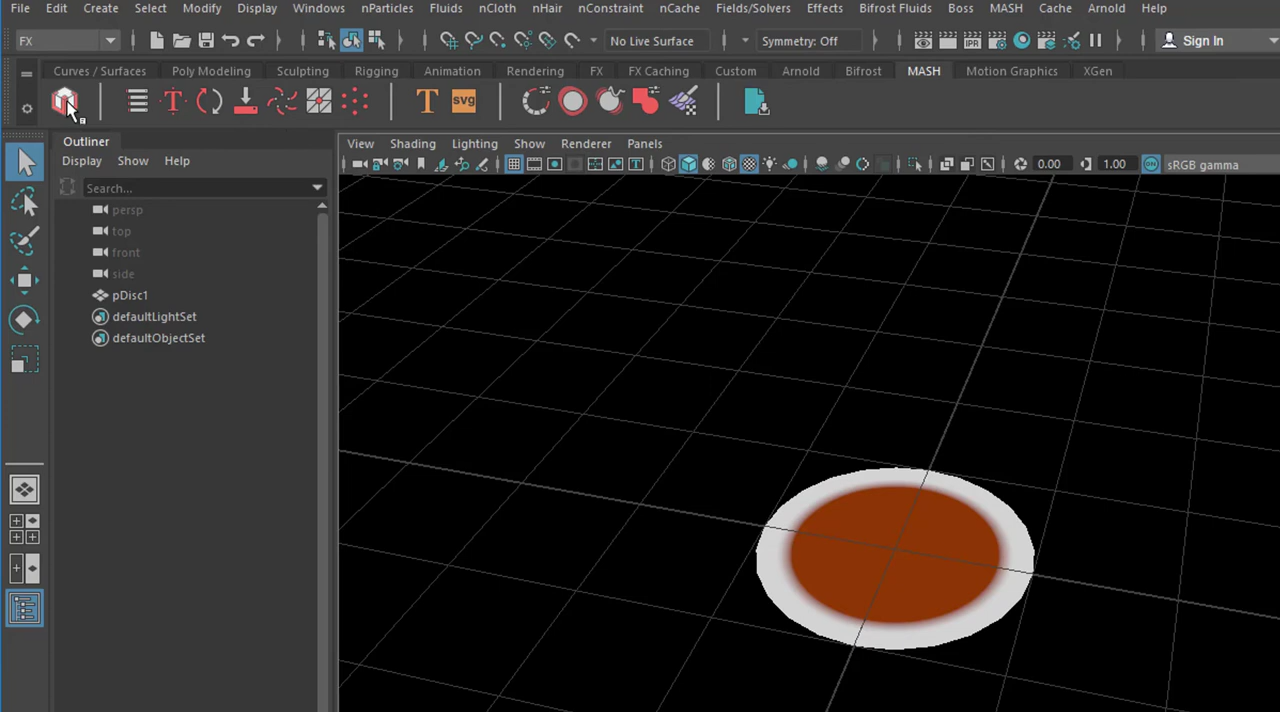 File Edit Create Select Modify Display Windows nParticles Fluids nCloth nHair nConstraint nCache Fields/Solvers Effects Bifrost Fluids Boss MASH Cache Arnold Help
FX No Live Surface Symmetry: Off IPR Sign In
Curves / Surfaces Poly Modeling Sculpting Rigging Animation Rendering FX FX Caching Custom Arnold Bifrost MASH Motion Graphics XGen
T T svg
Outliner
View Shading Lighting Show Renderer Panels
Display Show Help
0.00 1.00 ON sRGB gamma
Search...
persp
top
front
side
pDisc1
defaultLightSet
defaultObjectSet